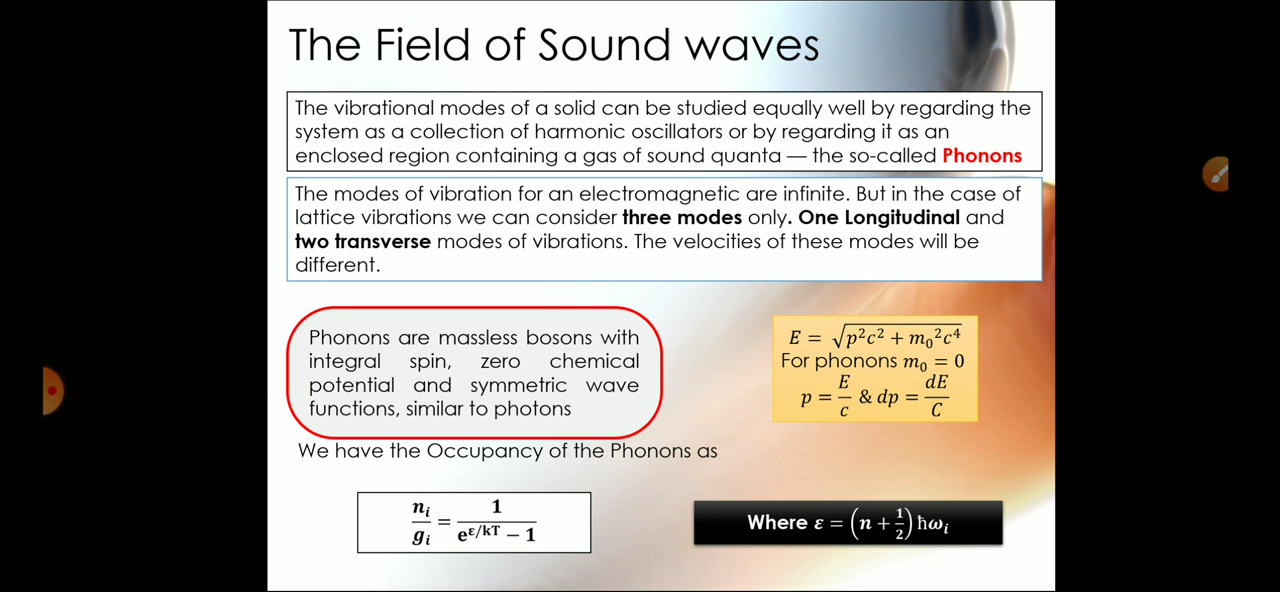 The Field of Sound waves
The vibrational modes of a solid can be studied equally well by regarding the
system as a collection of harmonic oscillators or by regarding it as an
enclosed region containing a gas of sound quanta — the so-called Phonons
The modes of vibration for an electromagnetic are infinite. But in the case of
lattice vibrations we can consider three modes only. One Longitudinal and
two transverse modes of vibrations. The velocities of these modes will be
different.
Phonons are massless bosons with
integral spin, zero chemical
potential and symmetric wave
functions, similar to photons
E = √(p²c² + m₀²c⁴)
For phonons m₀ = 0
p = E/c & dp = dE/C
We have the Occupancy of the Phonons as
nᵢ/gᵢ = 1/(e^(ε/kT) − 1)
Where ε = (n + 1/2) ħωᵢ